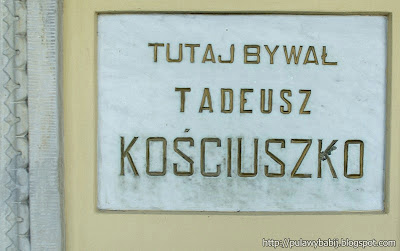 TUTAJ BYWAŁ
TADEUSZ
KOŚCIUSZKO
http://pulawybabij.blogspot.com